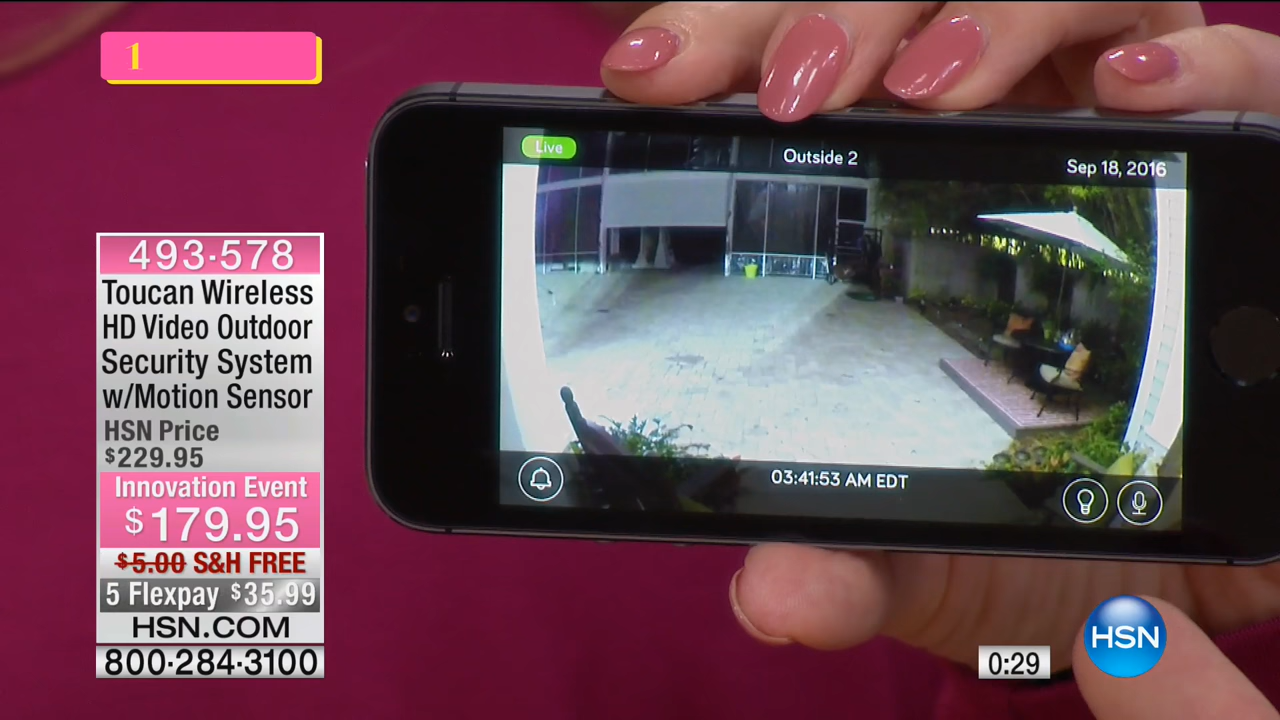 1
493·578
Toucan Wireless
HD Video Outdoor
Security System
w/Motion Sensor
HSN Price
$229.95
Innovation Event
$179.95
$5.00 S&H FREE
5 Flexpay $35.99
HSN.COM
800·284·3100
Live
Outside 2
Sep 18, 2016
03:41:53 AM EDT
0:29
HSN